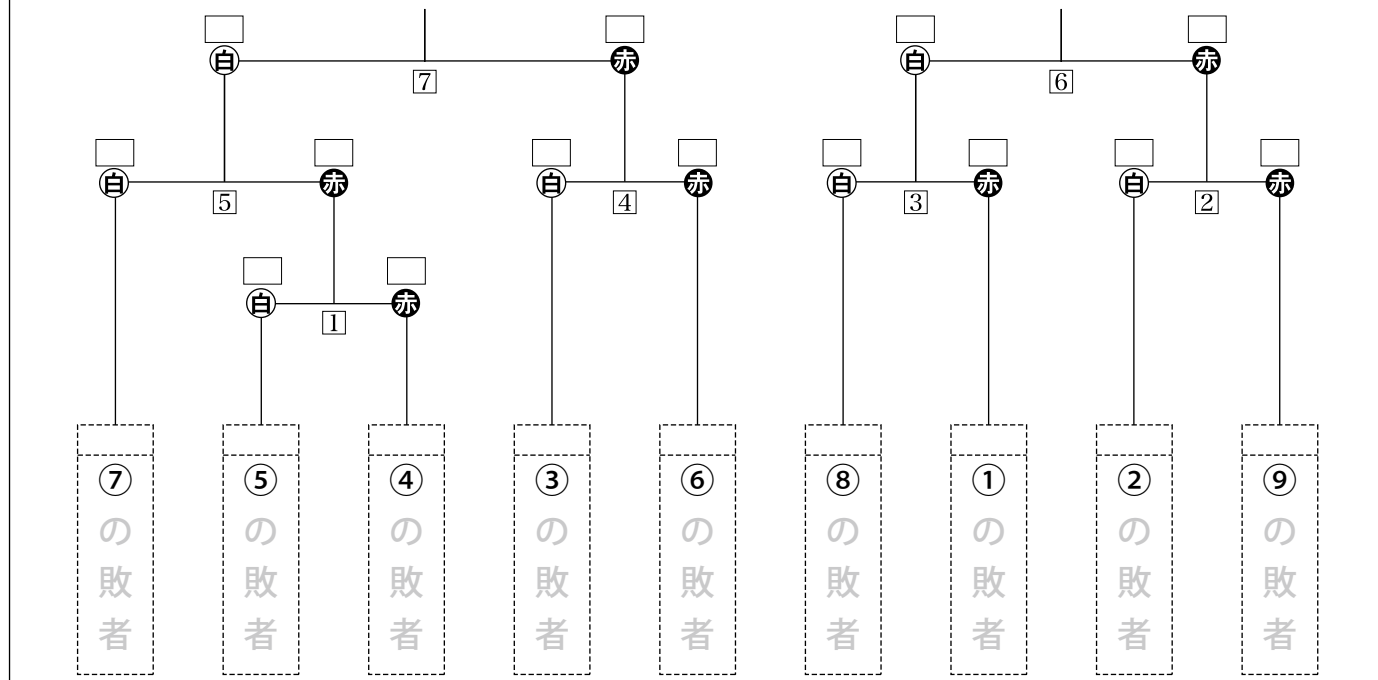 白 赤 白 赤
7 6
白 赤 白 赤 白 赤 白 赤
5 4 3 2
白 赤
1
⑦の敗者
⑤の敗者
④の敗者
③の敗者
⑥の敗者
⑧の敗者
①の敗者
②の敗者
⑨の敗者